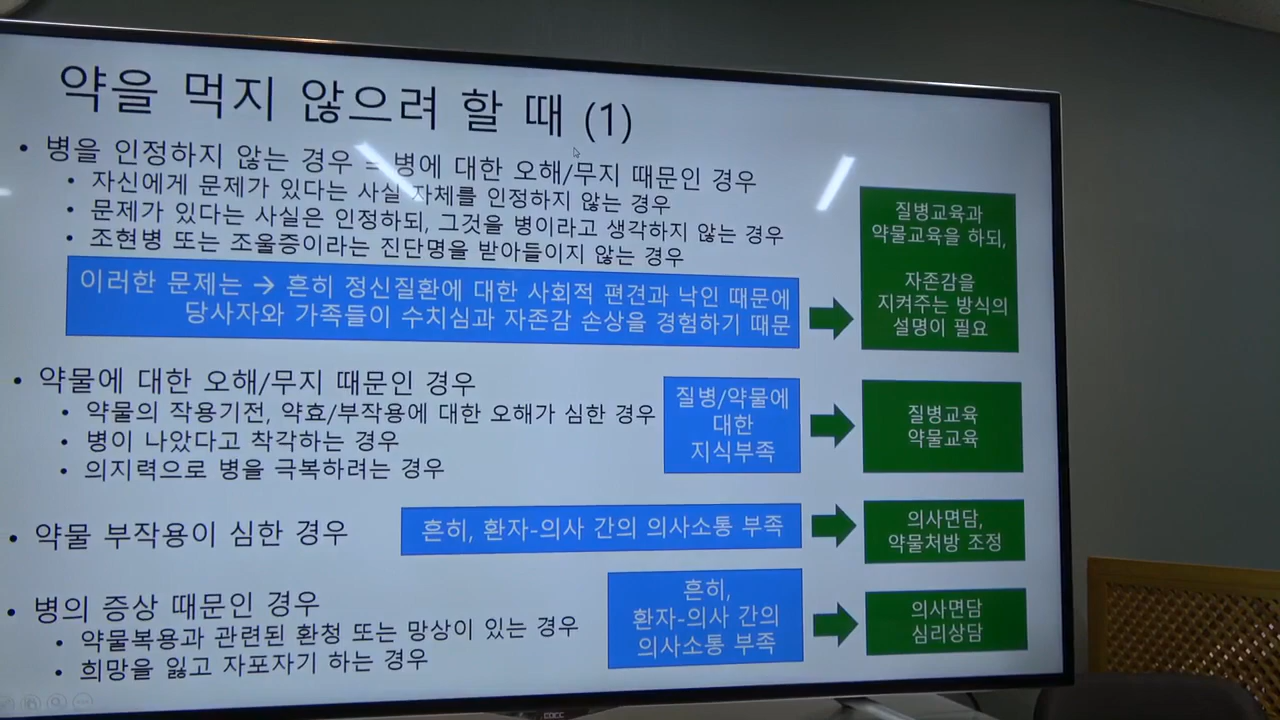 약을 먹지 않으려 할 때 (1)
• 병을 인정하지 않는 경우 = 병에 대한 오해/무지 때문인 경우
• 자신에게 문제가 있다는 사실 자체를 인정하지 않는 경우
• 문제가 있다는 사실은 인정하되, 그것을 병이라고 생각하지 않는 경우
• 조현병 또는 조울증이라는 진단명을 받아들이지 않는 경우
이러한 문제는 → 흔히 정신질환에 대한 사회적 편견과 낙인 때문에
당사자와 가족들이 수치심과 자존감 손상을 경험하기 때문
질병교육과
약물교육을 하되,
자존감을
지켜주는 방식의
설명이 필요
• 약물에 대한 오해/무지 때문인 경우
• 약물의 작용기전, 약효/부작용에 대한 오해가 심한 경우
• 병이 나았다고 착각하는 경우
• 의지력으로 병을 극복하려는 경우
질병/약물에
대한
지식부족
질병교육
약물교육
• 약물 부작용이 심한 경우
흔히, 환자-의사 간의 의사소통 부족
의사면담,
약물처방 조정
• 병의 증상 때문인 경우
• 약물복용과 관련된 환청 또는 망상이 있는 경우
• 희망을 잃고 자포자기 하는 경우
흔히,
환자-의사 간의
의사소통 부족
의사면담
심리상담